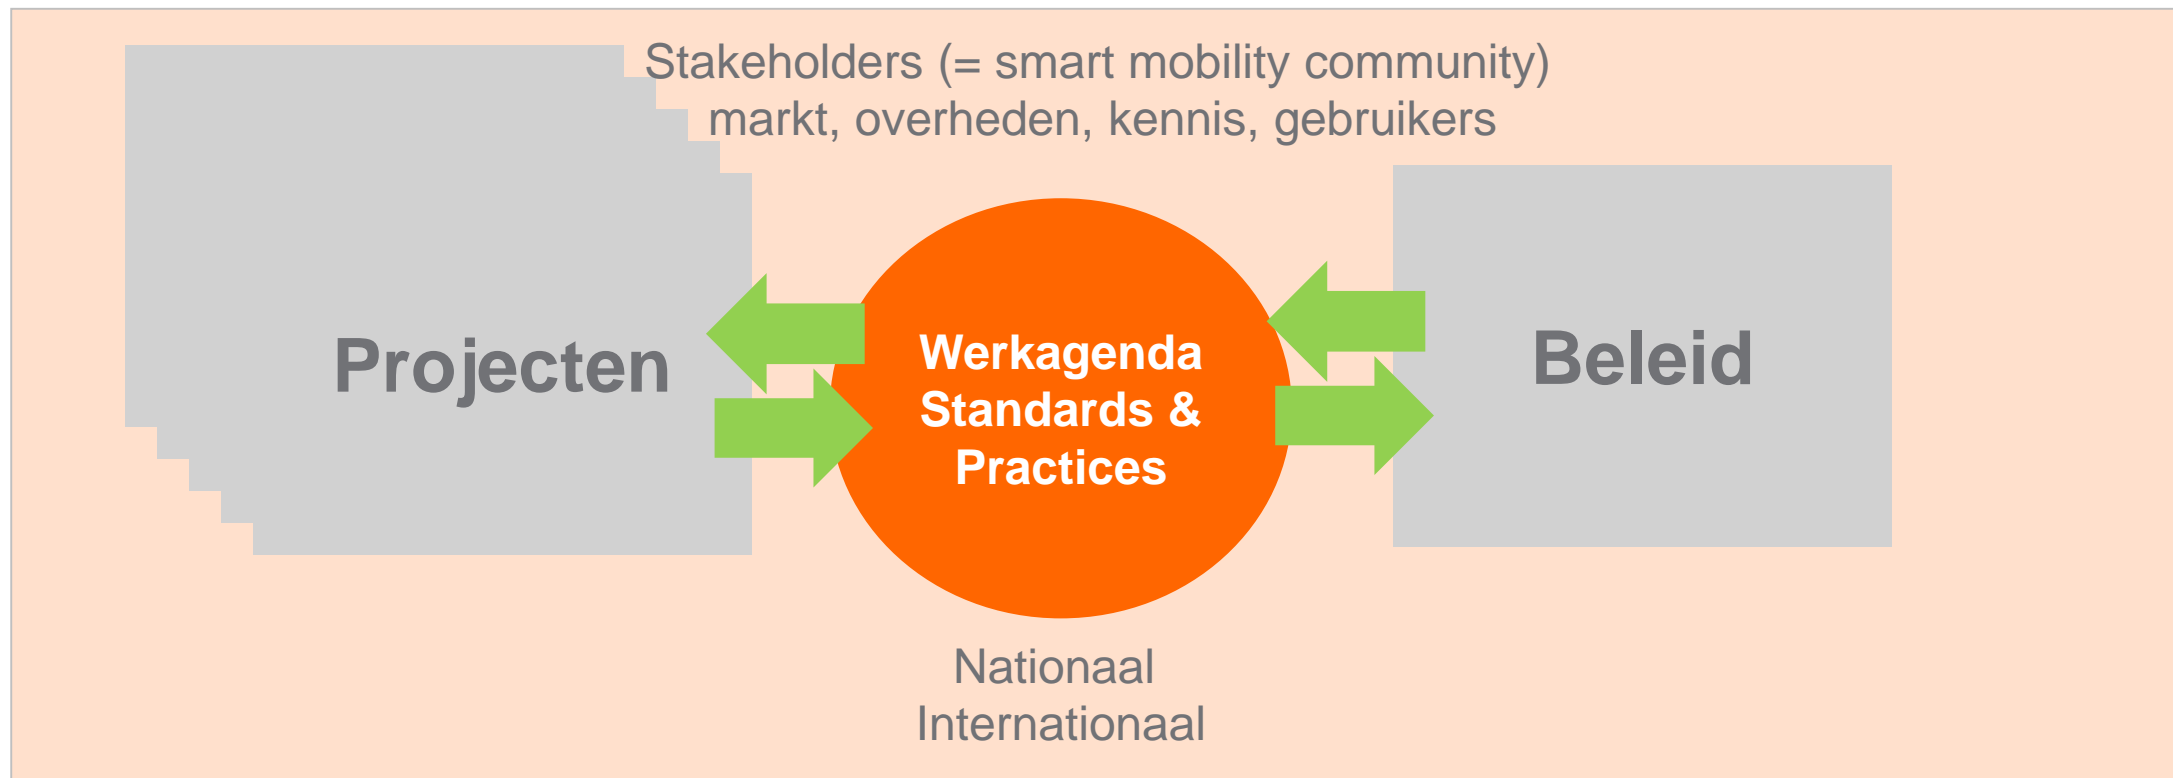 Stakeholders (= smart mobility community)
markt, overheden, kennis, gebruikers
Projecten
Werkagenda
Standards &
Practices
Beleid
Nationaal
Internationaal